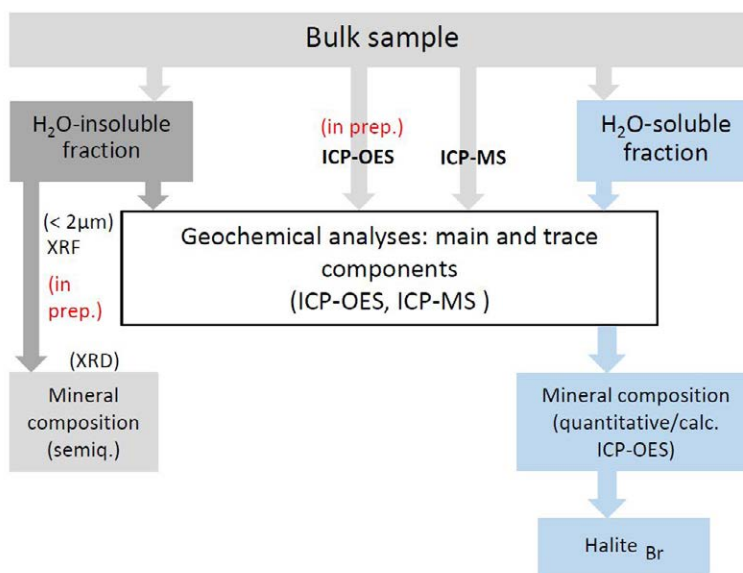 Bulk sample
H₂O-insoluble
fraction
(in prep.)
ICP-OES
ICP-MS
H₂O-soluble
fraction
(< 2μm)
XRF
(in
prep.)
(XRD)
Geochemical analyses: main and trace
components
(ICP-OES, ICP-MS )
Mineral
composition
(semiq.)
Mineral composition
(quantitative/calc.
ICP-OES)
Halite Br